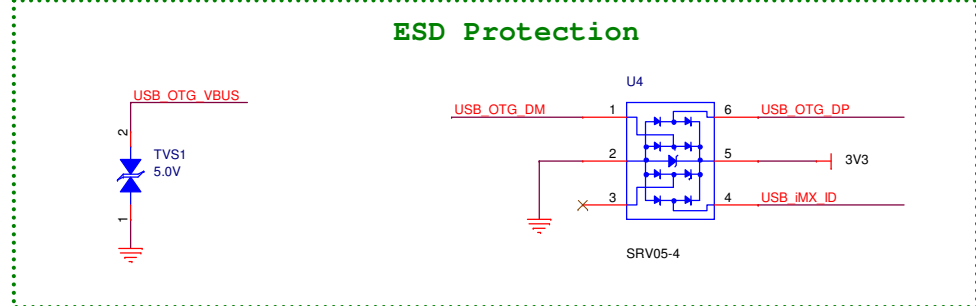 ESD Protection
USB_OTG_VBUS
2
TVS1
5.0V
1
U4
USB_OTG_DM
1
6
USB_OTG_DP
2
5
3V3
3
4
USB_iMX_ID
SRV05-4